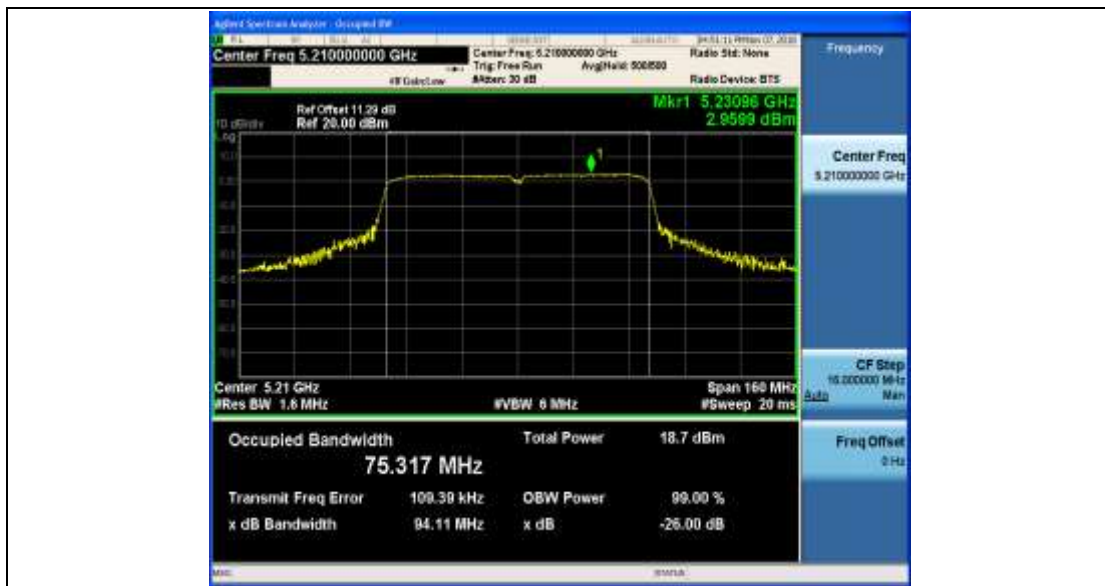 Agilent Spectrum Analyzer - Occupied BW
Center Freq 5.210000000 GHz
Center Freq: 5.210000000 GHz
Radio Std: None
Trig: Free Run Avg|Hold: 500/500
#IF Gain:Low #Atten: 30 dB Radio Device: BTS
Frequency
Ref Offset 11.29 dB
Mkr1 5.23096 GHz
10 dB/div Ref 20.00 dBm 2.9599 dBm
Log
1
Center Freq
5.210000000 GHz
Center 5.21 GHz Span 160 MHz
#Res BW 1.6 MHz #VBW 6 MHz #Sweep 20 ms
CF Step
16.000000 MHz
Auto Man
Occupied Bandwidth Total Power 18.7 dBm
75.317 MHz
Freq Offset
0 Hz
Transmit Freq Error 109.39 kHz OBW Power 99.00 %
x dB Bandwidth 94.11 MHz x dB -26.00 dB
MSG STATUS